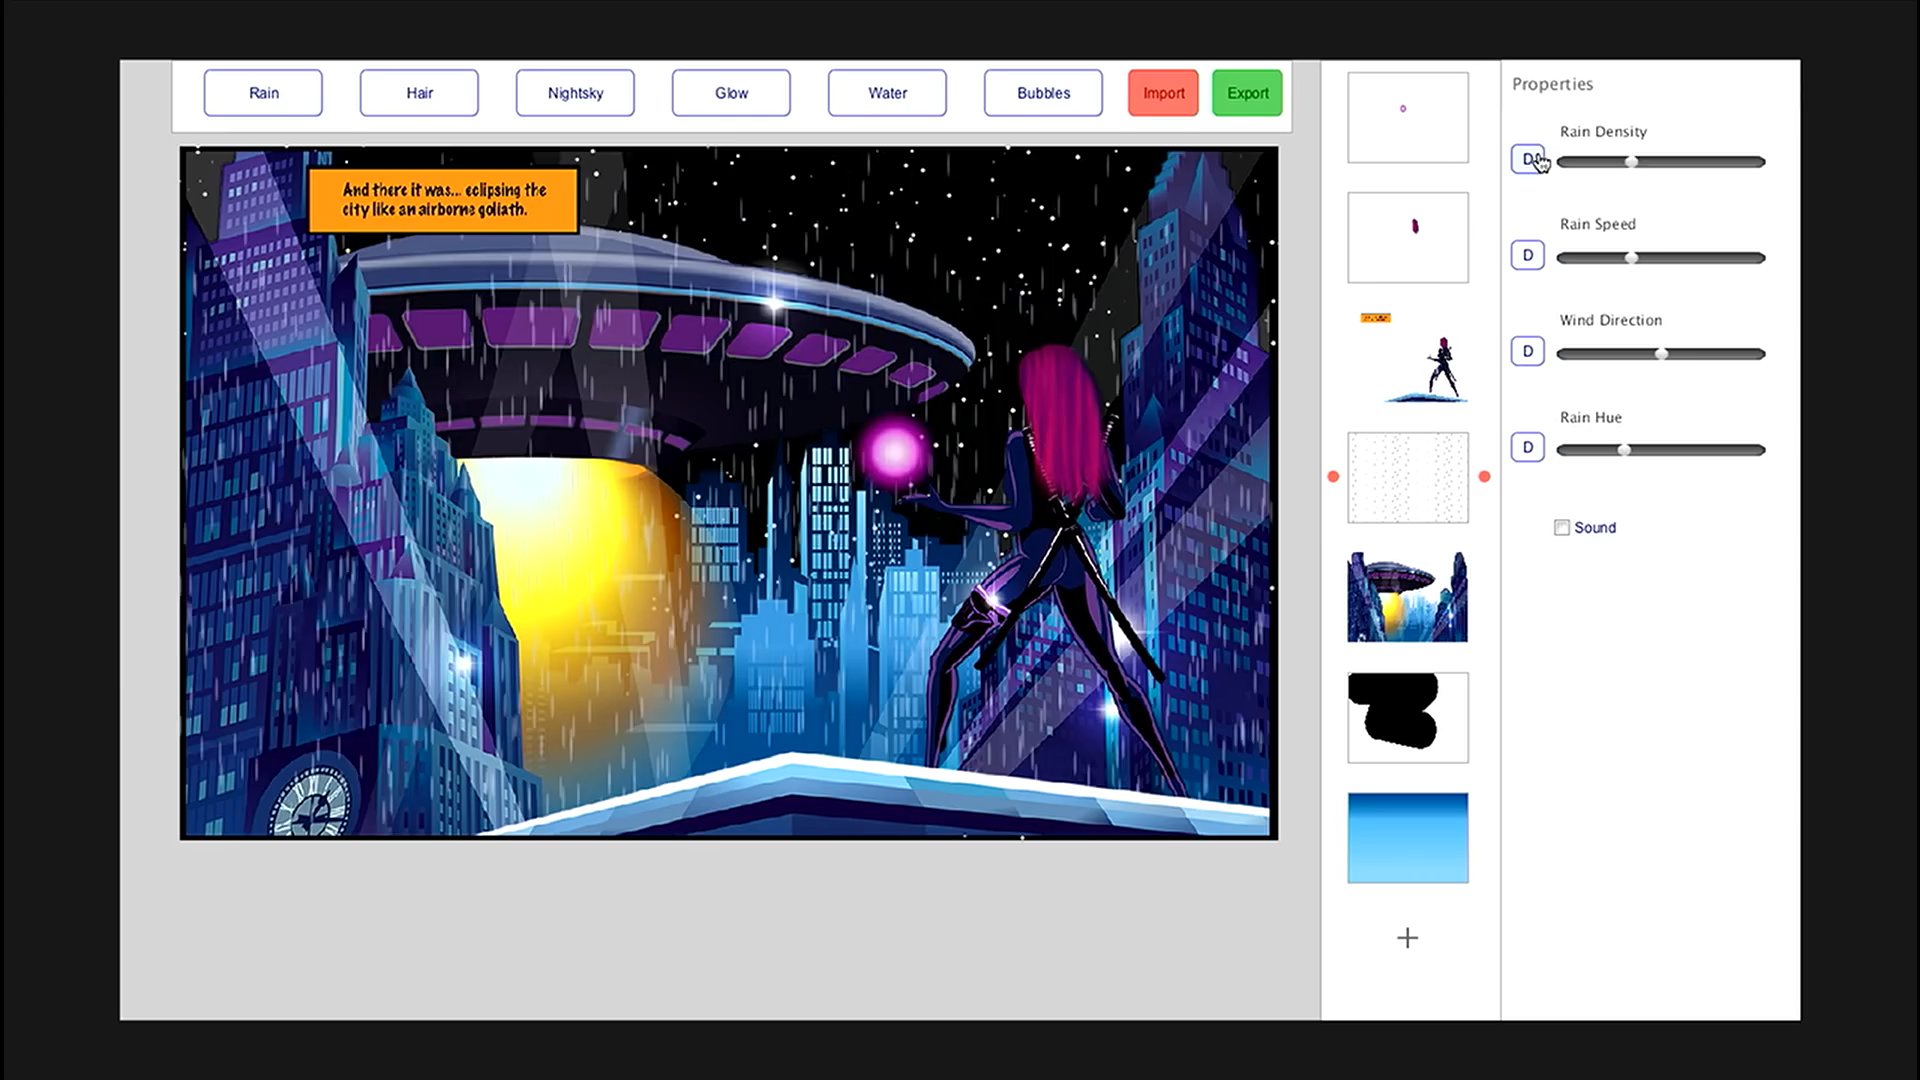 Rain
Hair
Nightsky
Glow
Water
Bubbles
Import
Export
And there it was... eclipsing the
city like an airborne goliath.
Properties
Rain Density
D
Rain Speed
D
Wind Direction
D
Rain Hue
D
Sound